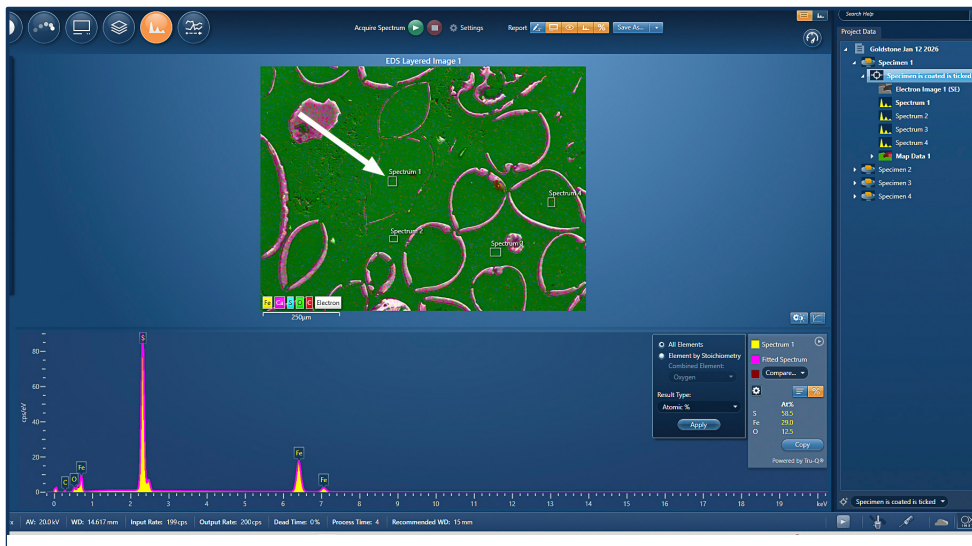 Acquire Spectrum Settings Report Save As...
Search Help
Project Data
Goldstone Jan 12 2026
Specimen 1
Specimen is coated is ticked
Electron Image 1 (SE)
Spectrum 1
Spectrum 2
Spectrum 3
Spectrum 4
Map Data 1
Specimen 2
Specimen 3
Specimen 4
EDS Layered Image 1
Spectrum 1
Spectrum 4
Spectrum 2
Spectrum 3
Fe Ca S O C Electron
250µm
cps/eV
80
60
40
20
0
S
Fe
Fe
Fe
C
O
0 1 2 3 4 5 6 7 8 9 10 11 12 13 14 15 16 17 18 19 keV
All Elements
Element by Stoichiometry
Combined Element:
Oxygen
Result Type:
Atomic %
Apply
Spectrum 1
Fitted Spectrum
Compare...
%
At%
S 58.5
Fe 29.0
O 12.5
Copy
Powered by Tru-Q®
Specimen is coated is ticked
AV: 20.0 kV WD: 14.617 mm Input Rate: 199 cps Output Rate: 200 cps Dead Time: 0% Process Time: 4 Recommended WD: 15 mm